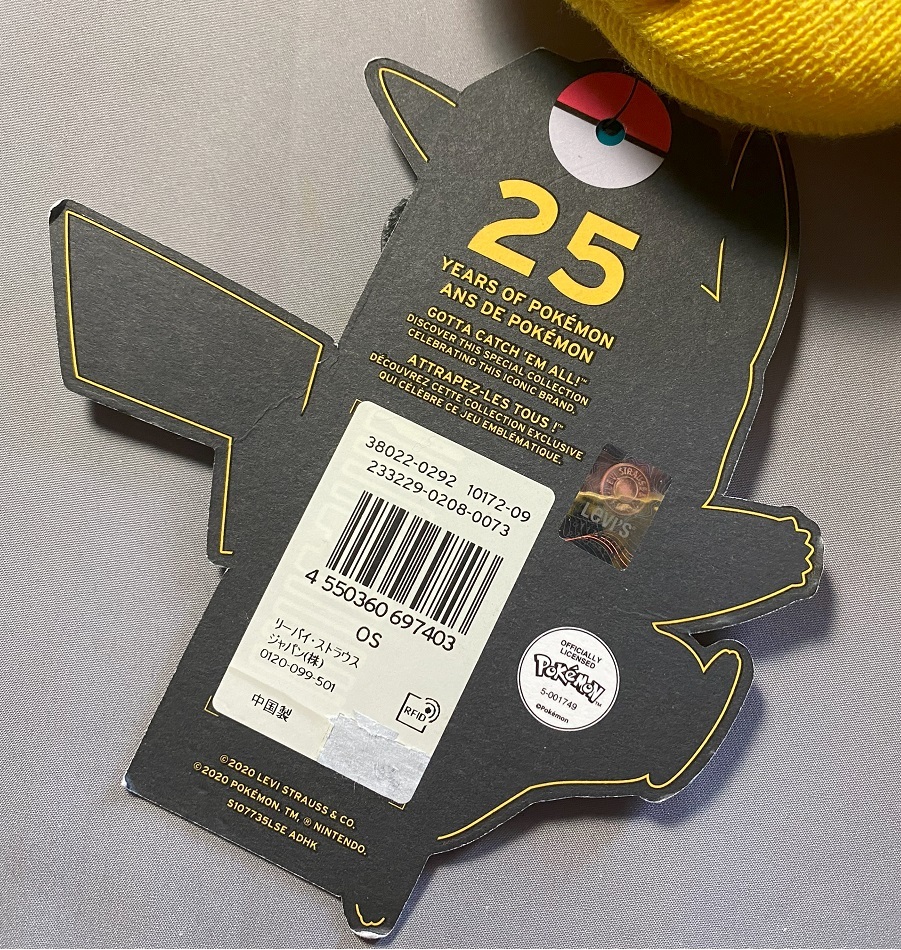 25
YEARS OF POKÉMON
ANS DE POKÉMON
GOTTA CATCH 'EM ALL!™
DISCOVER THIS SPECIAL COLLECTION
CELEBRATING THIS ICONIC BRAND.
ATTRAPEZ-LES TOUS !™
DÉCOUVREZ CETTE COLLECTION EXCLUSIVE
QUI CÉLÈBRE CE JEU EMBLÉMATIQUE.
38022-0292 10172-09
233229-0208-0073
4 550360 697403
OS
リーバイ・ストラウス
ジャパン(株)
0120-099-501
中国製
RFID
LEVI STRAUSS
Levi's
OFFICIALLY
LICENSED
POKÉMON™
5-001749
©Pokémon
©2020 LEVI STRAUSS & CO.
©2020 POKÉMON. TM, ® NINTENDO.
S107735LSE ADHK